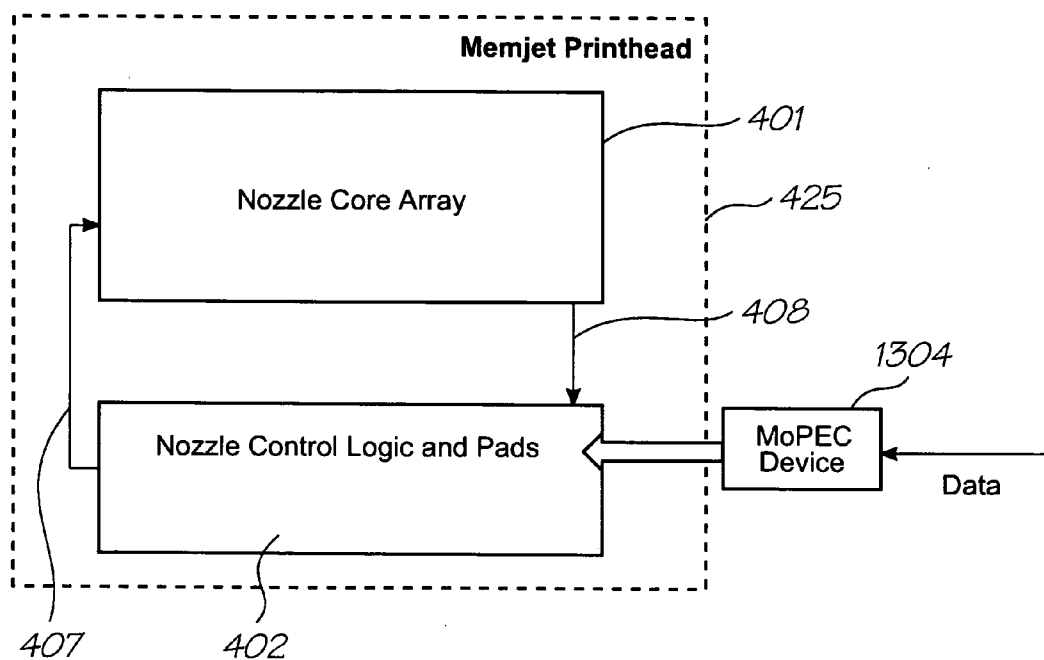 Memjet Printhead
401
Nozzle Core Array
425
408
1304
Nozzle Control Logic and Pads
MoPEC
Device
Data
407
402